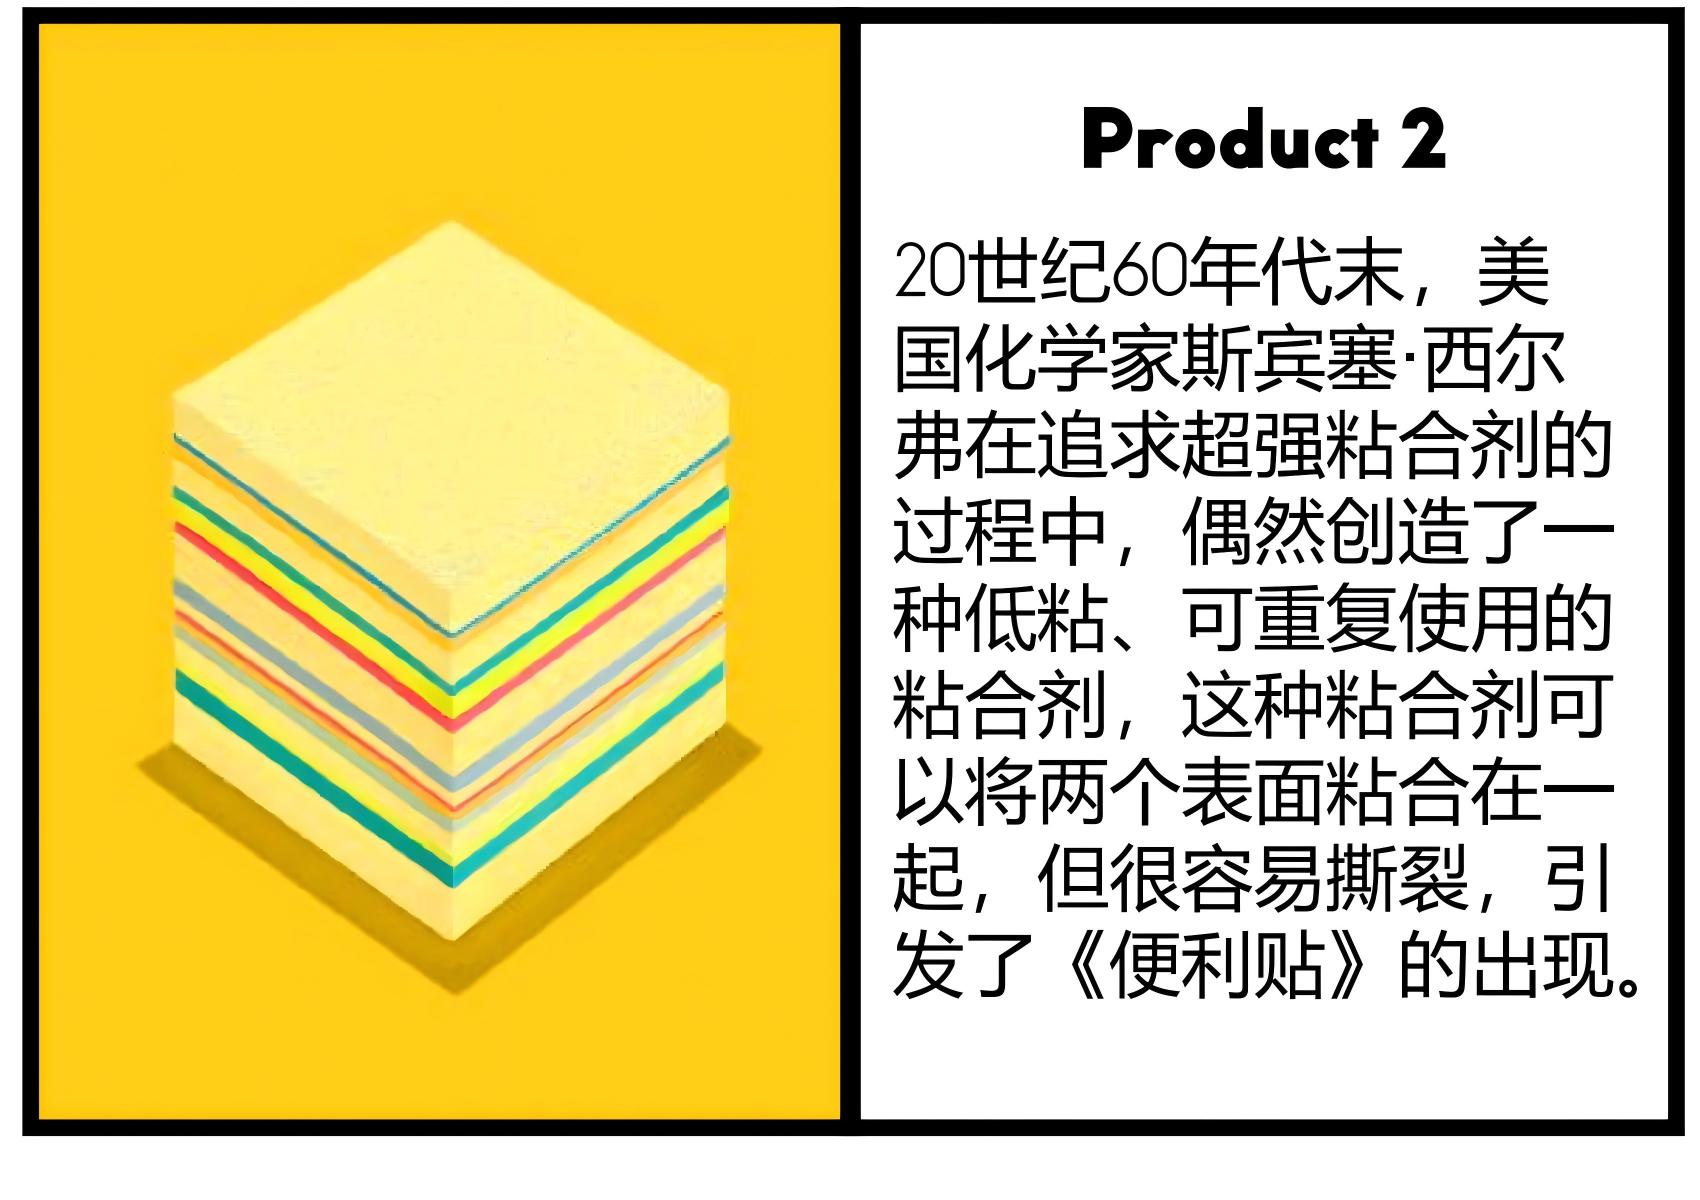 Product 2
20世纪60年代末，美
国化学家斯宾塞·西尔
弗在追求超强粘合剂的
过程中，偶然创造了一
种低粘、可重复使用的
粘合剂，这种粘合剂可
以将两个表面粘合在一
起，但很容易撕裂，引
发了《便利贴》的出现。